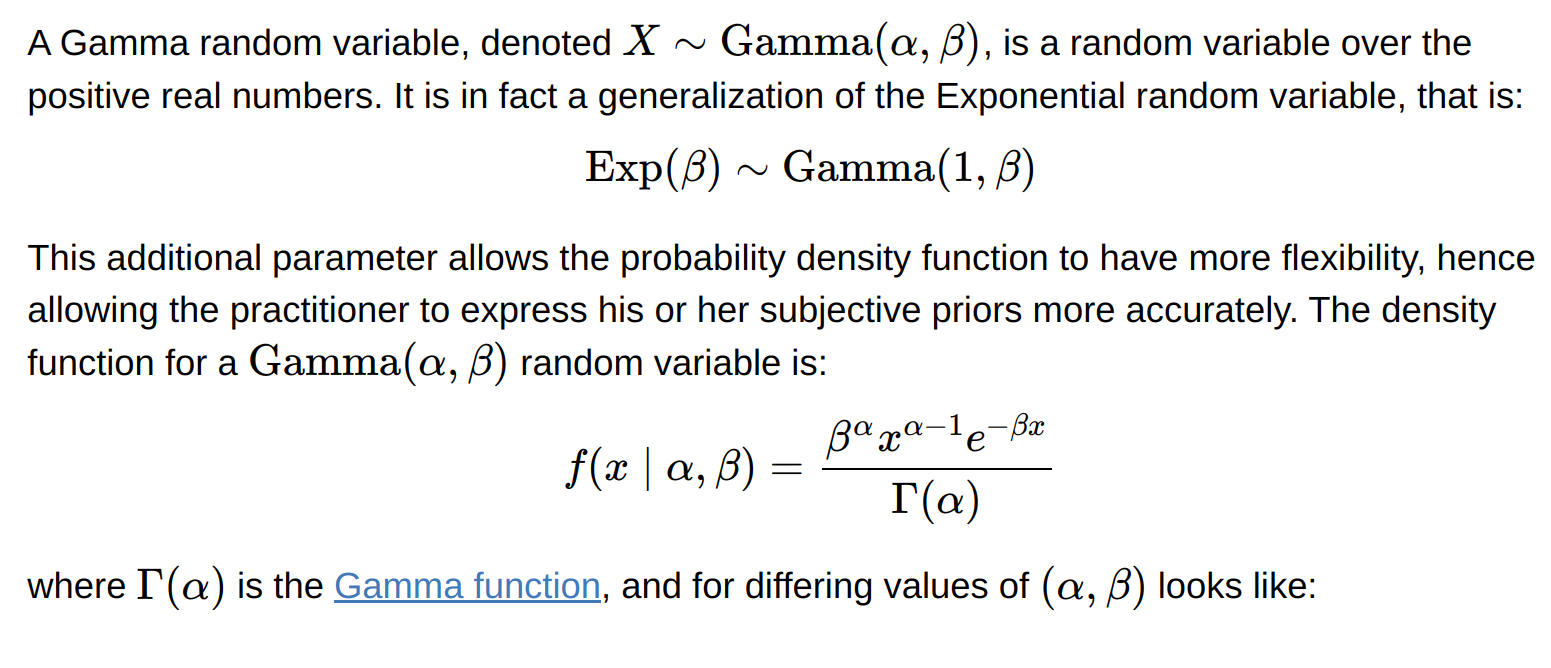 A Gamma random variable, denoted X ∼ Gamma(α, β), is a random variable over the
positive real numbers. It is in fact a generalization of the Exponential random variable, that is:
Exp(β) ∼ Gamma(1, β)
This additional parameter allows the probability density function to have more flexibility, hence
allowing the practitioner to express his or her subjective priors more accurately. The density
function for a Gamma(α, β) random variable is:
f(x | α, β) = β^α x^(α−1) e^(−βx) / Γ(α)
where Γ(α) is the Gamma function, and for differing values of (α, β) looks like: